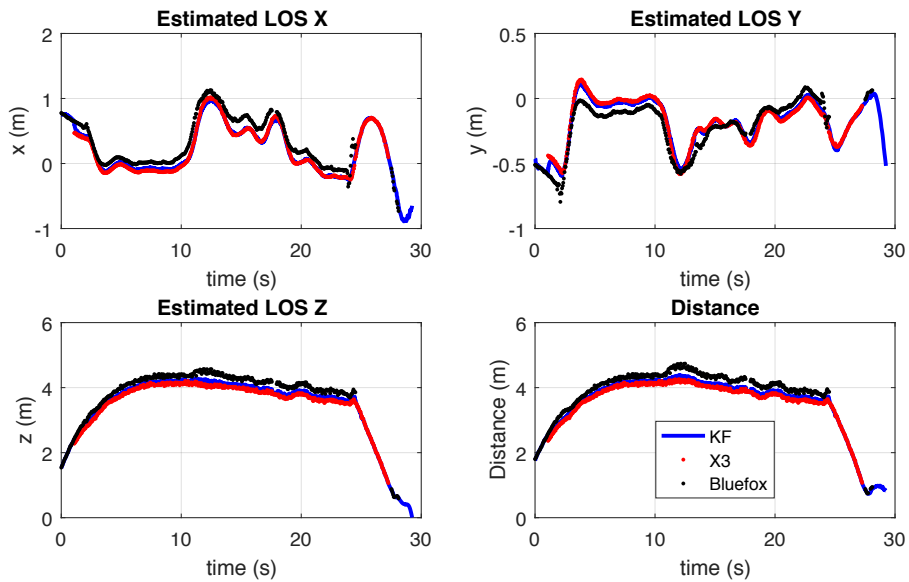 Estimated LOS X
2
1
0
-1
x (m)
0 10 20 30
time (s)
Estimated LOS Y
0.5
0
-0.5
-1
y (m)
0 10 20 30
time (s)
Estimated LOS Z
6
4
2
0
z (m)
0 10 20 30
time (s)
Distance
6
4
2
0
Distance (m)
KF
X3
Bluefox
0 10 20 30
time (s)